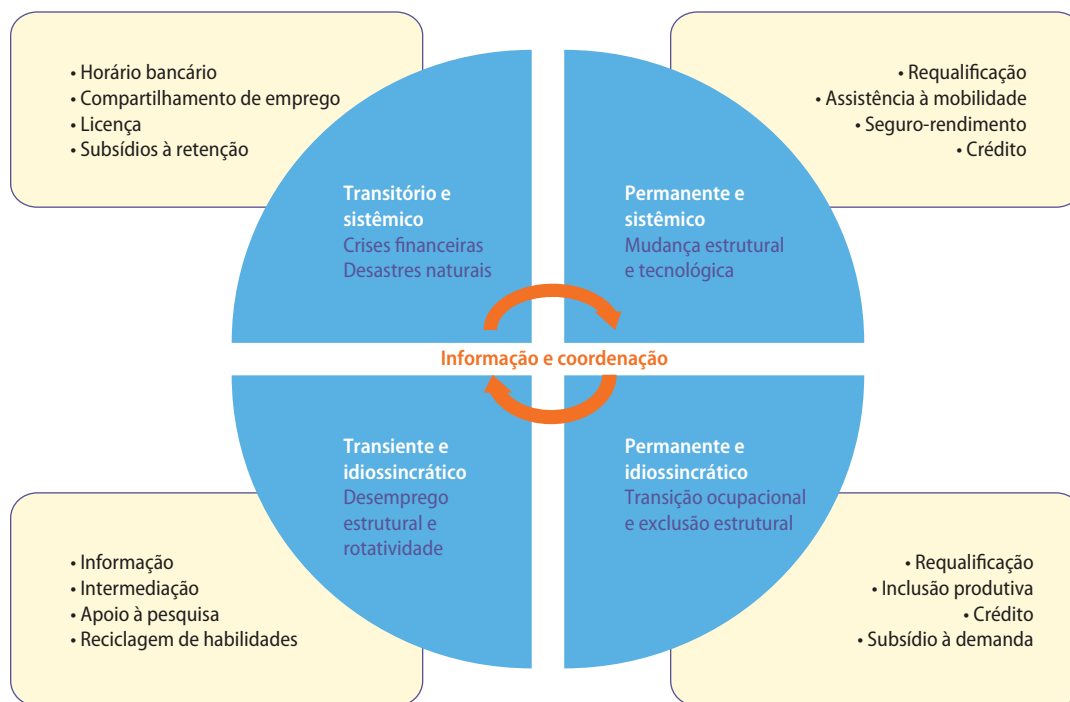 • Horário bancário
• Compartilhamento de emprego
• Licença
• Subsídios à retenção
• Requalificação
• Assistência à mobilidade
• Seguro-rendimento
• Crédito
Transitório e
sistêmico
Crises financeiras
Desastres naturais
Permanente e
sistêmico
Mudança estrutural
e tecnológica
Informação e coordenação
Transiente e
idiossincrático
Desemprego
estrutural e
rotatividade
Permanente e
idiossincrático
Transição ocupacional
e exclusão estrutural
• Informação
• Intermediação
• Apoio à pesquisa
• Reciclagem de habilidades
• Requalificação
• Inclusão produtiva
• Crédito
• Subsídio à demanda